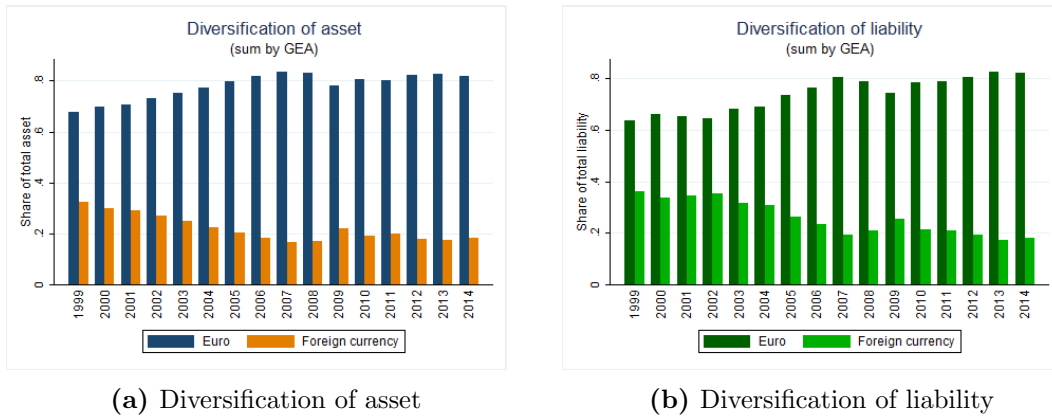 Diversification of asset
(sum by GEA)
Share of total asset
0 .2 .4 .6 .8
1999 2000 2001 2002 2003 2004 2005 2006 2007 2008 2009 2010 2011 2012 2013 2014
Euro Foreign currency
(a) Diversification of asset
Diversification of liability
(sum by GEA)
Share of total liability
0 .2 .4 .6 .8
1999 2000 2001 2002 2003 2004 2005 2006 2007 2008 2009 2010 2011 2012 2013 2014
Euro Foreign currency
(b) Diversification of liability